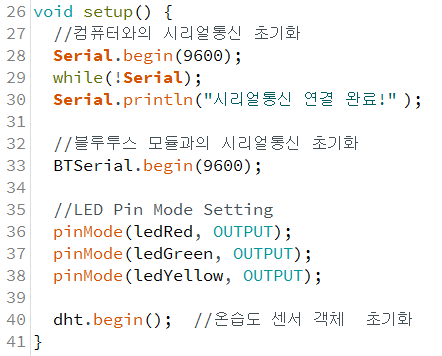 26 void setup() {
27   //컴퓨터와의 시리얼통신 초기화
28   Serial.begin(9600);
29   while(!Serial);
30   Serial.println("시리얼통신 연결 완료!" );
31
32   //블루투스 모듈과의 시리얼통신 초기화
33   BTSerial.begin(9600);
34
35   //LED Pin Mode Setting
36   pinMode(ledRed, OUTPUT);
37   pinMode(ledGreen, OUTPUT);
38   pinMode(ledYellow, OUTPUT);
39
40   dht.begin();  //온습도 센서 객체  초기화
41 }